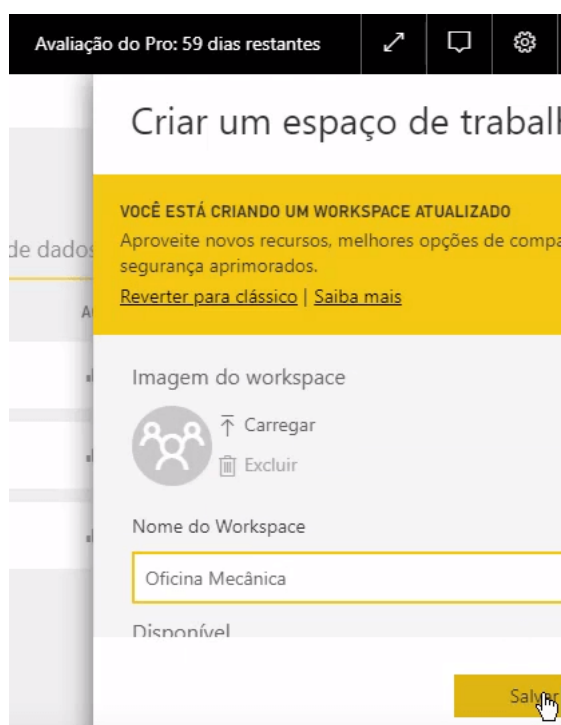 Avaliação do Pro: 59 dias restantes
Criar um espaço de trabalh
VOCÊ ESTÁ CRIANDO UM WORKSPACE ATUALIZADO
Aproveite novos recursos, melhores opções de compa
segurança aprimorados.
Reverter para clássico | Saiba mais
de dados
A
Imagem do workspace
Carregar
Excluir
Nome do Workspace
Oficina Mecânica
Disponível
Salvar